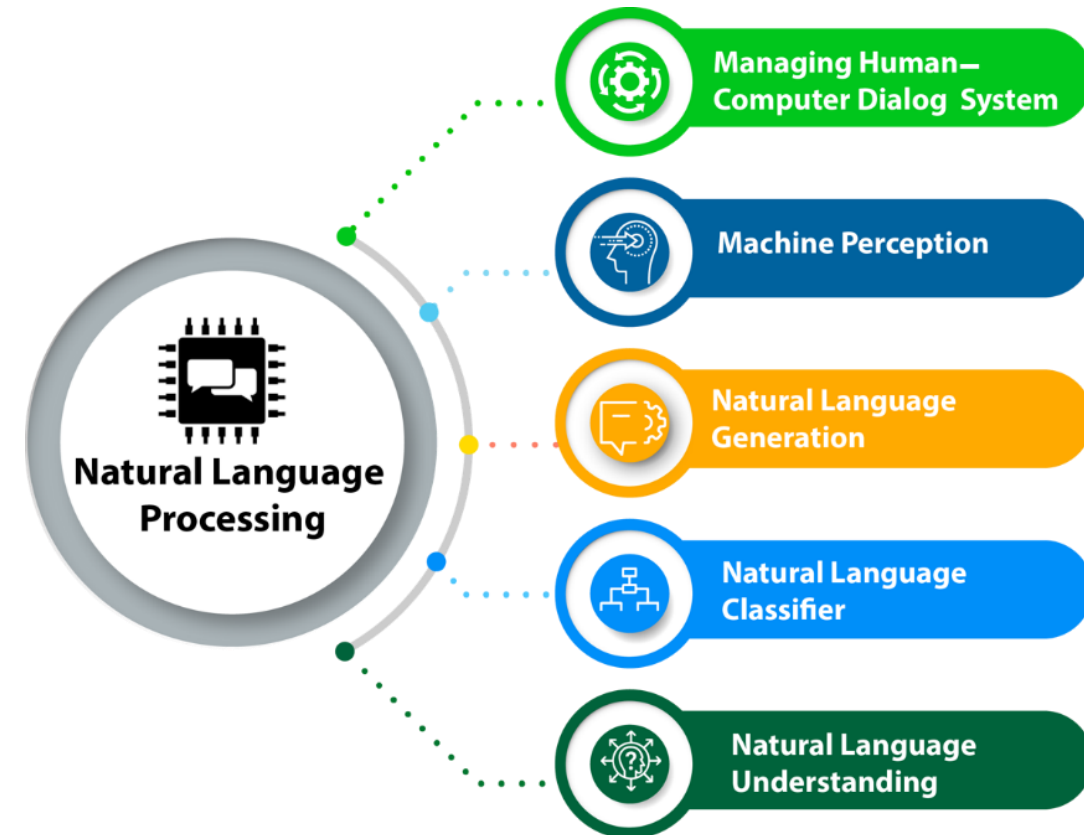 Managing Human–
Computer Dialog System
Machine Perception
Natural Language
Generation
Natural Language
Processing
Natural Language
Classifier
Natural Language
Understanding